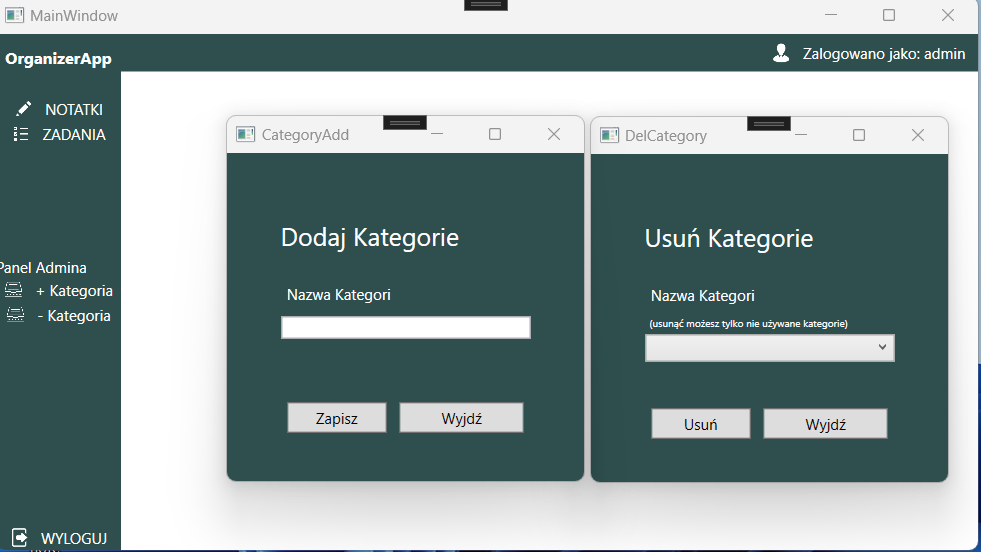 MainWindow
OrganizerApp
Zalogowano jako: admin
NOTATKI
ZADANIA
Panel Admina
+ Kategoria
- Kategoria
WYLOGUJ
CategoryAdd
Dodaj Kategorie
Nazwa Kategori
Zapisz
Wyjdź
DelCategory
Usuń Kategorie
Nazwa Kategori
(usunąć możesz tylko nie używane kategorie)
Usuń
Wyjdź